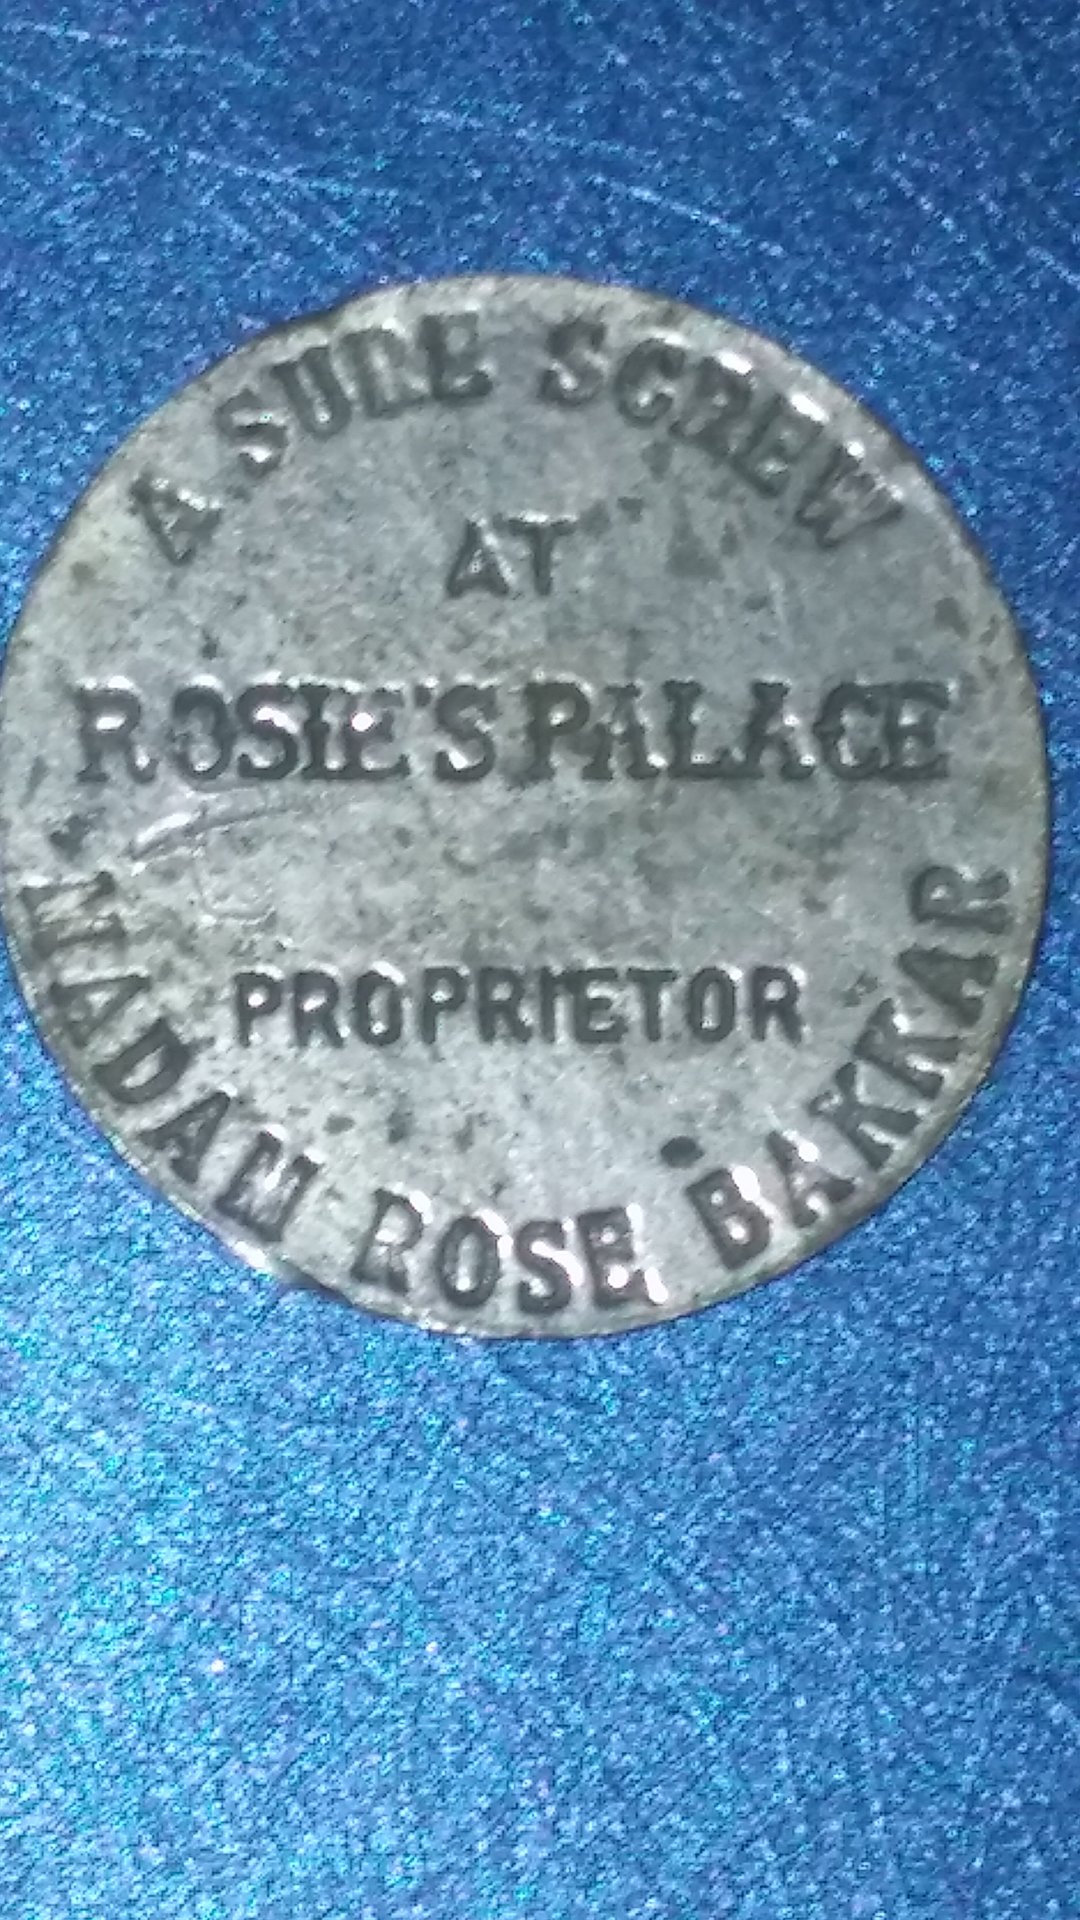 A SURE SCREW
AT
ROSIE'S PALACE
PROPRIETOR
MADAM ROSE BAKKAR